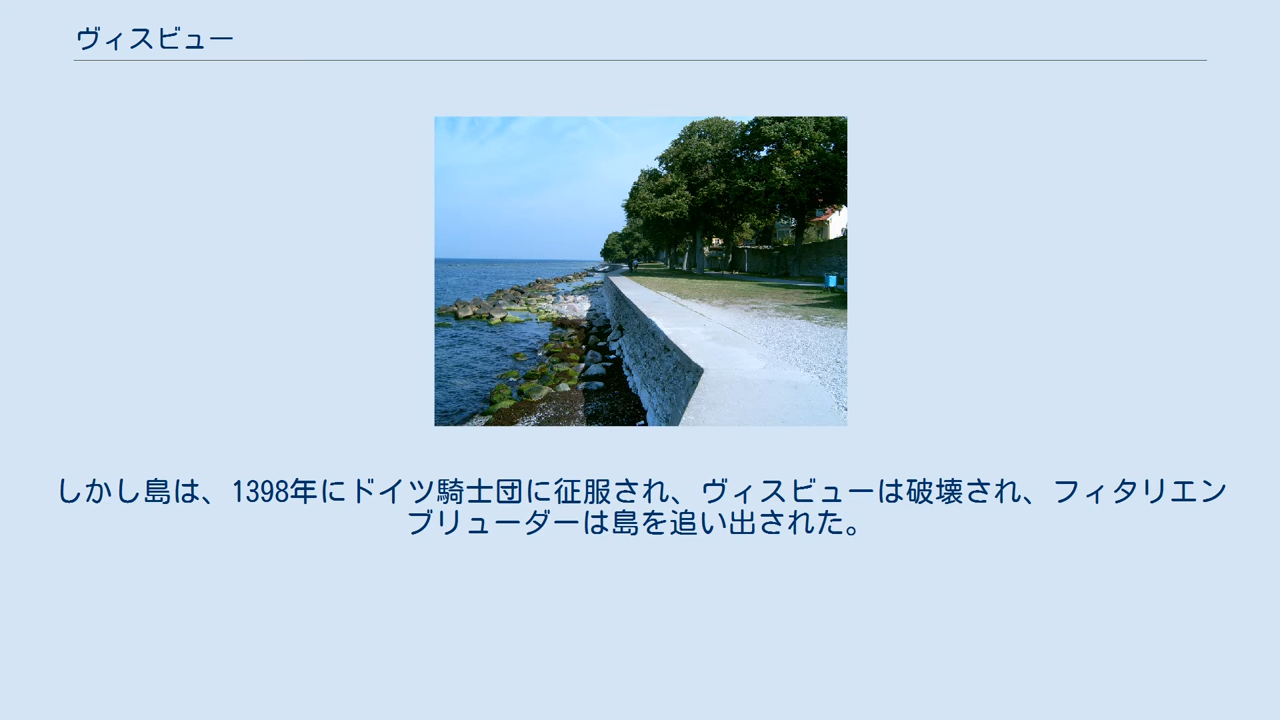 ヴィスビュー
しかし島は、1398年にドイツ騎士団に征服され、ヴィスビューは破壊され、フィタリエン
ブリューダーは島を追い出された。